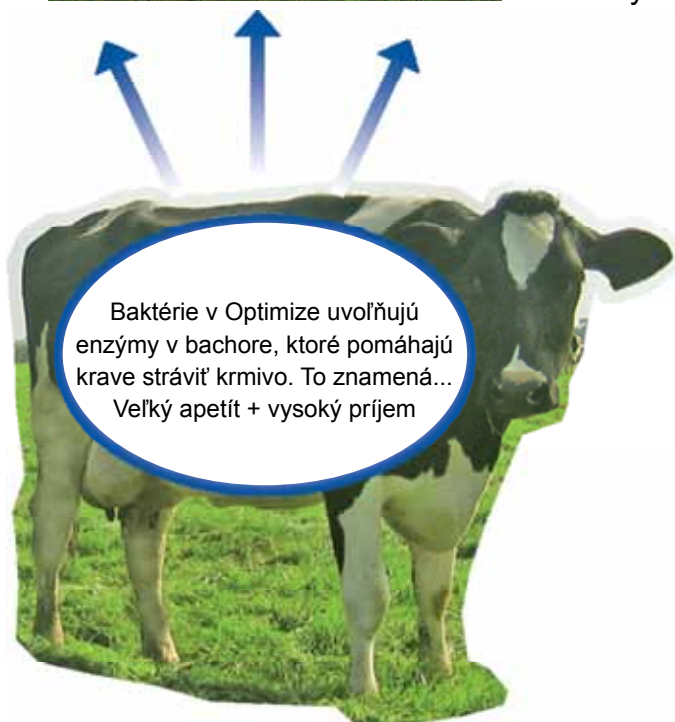 Baktérie v Optimize uvoľňujú
enzýmy v bachore, ktoré pomáhajú
krave stráviť krmivo. To znamená...
Veľký apetít + vysoký príjem